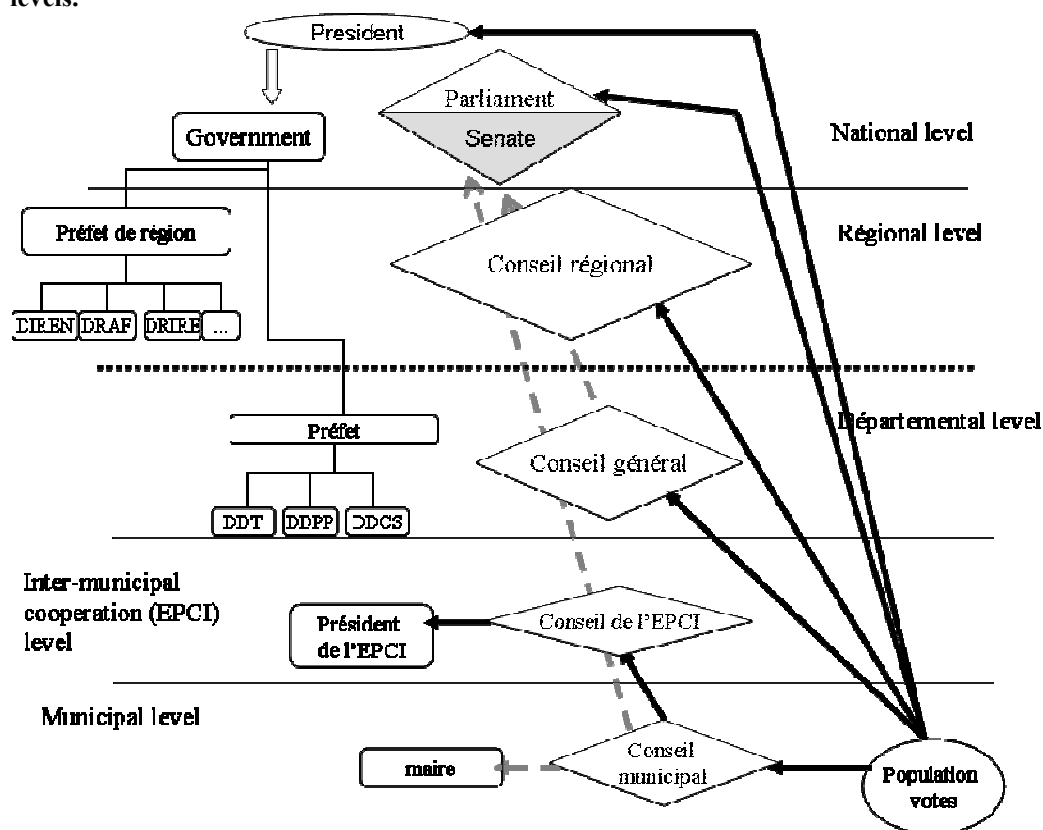 levels.
President
Parliament
Senate
Government
National level
Préfet de région
Conseil régional
Régional level
DIREN
DRAF
DRIRE
...
Départemental level
Préfet
Conseil général
DDT
DDPP
DDCS
Inter-municipal
cooperation (EPCI)
level
Président
de l'EPCI
Conseil de l'EPCI
Municipal level
maire
Conseil
municipal
Population
votes